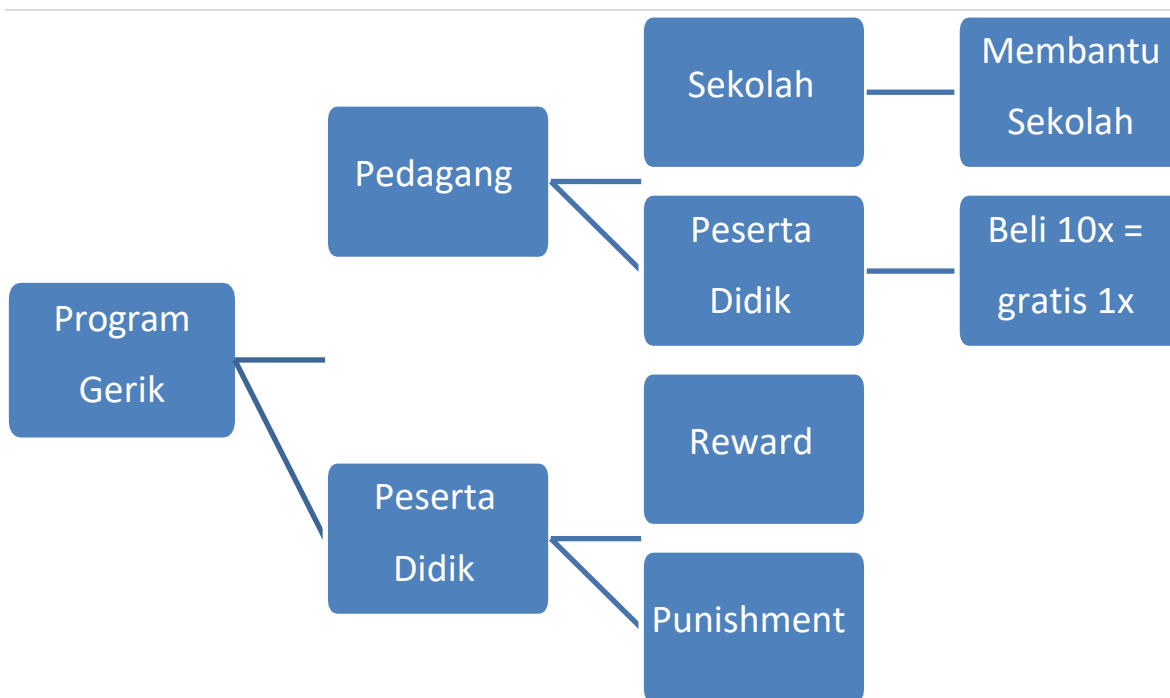 Program
Gerik
Pedagang
Sekolah
Membantu
Sekolah
Peserta
Didik
Beli 10x =
gratis 1x
Peserta
Didik
Reward
Punishment